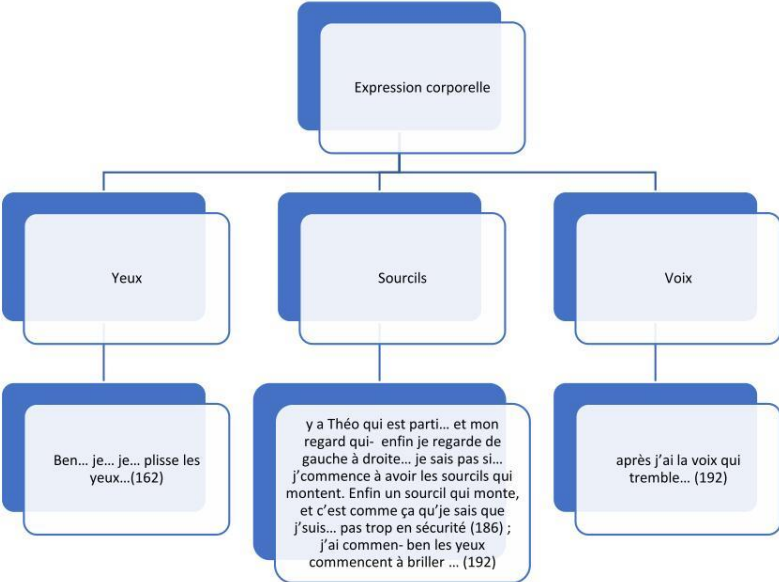 Expression corporelle
Yeux
Sourcils
Voix
Ben… je… je… plisse les
yeux…(162)
y a Théo qui est parti… et mon
regard qui- enfin je regarde de
gauche à droite… je sais pas si…
j’commence à avoir les sourcils qui
montent. Enfin un sourcil qui monte,
et c’est comme ça qu’je sais que
j’suis… pas trop en sécurité (186) ;
j’ai commen- ben les yeux
commencent à briller … (192)
après j’ai la voix qui
tremble… (192)